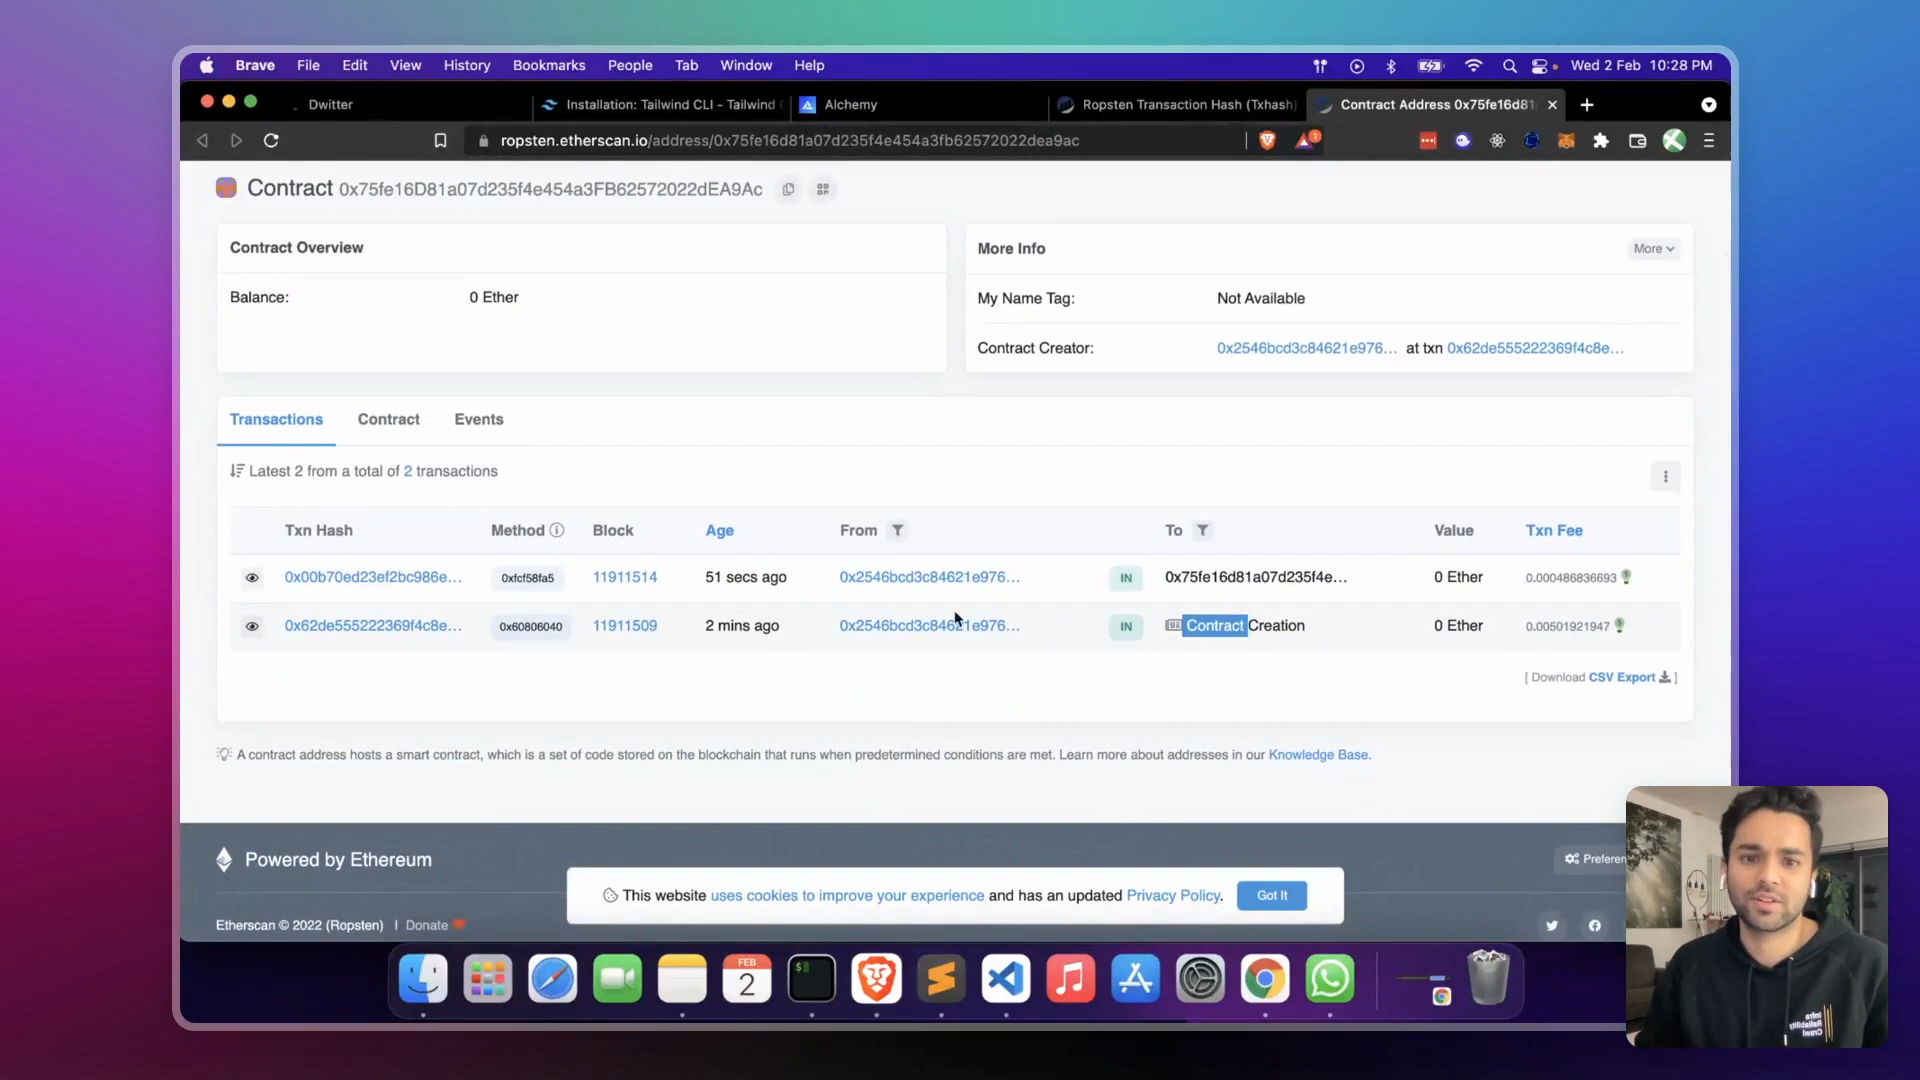 Brave File Edit View History Bookmarks People Tab Window Help Wed 2 Feb 10:28 PM
Dwitter Installation: Tailwind CLI - Tailwind Alchemy Ropsten Transaction Hash (Txhash) Contract Address 0x75fe16d81
ropsten.etherscan.io/address/0x75fe16d81a07d235f4e454a3fb62572022dea9ac 1
Contract 0x75fe16D81a07d235f4e454a3FB62572022dEA9Ac
Contract Overview
Balance: 0 Ether
More Info More
My Name Tag: Not Available
Contract Creator: 0x2546bcd3c84621e976... at txn 0x62de555222369f4c8e...
Transactions Contract Events
Latest 2 from a total of 2 transactions
Txn Hash Method Block Age From To Value Txn Fee
0x00b70ed23ef2bc986e... 0xfcf58fa5 11911514 51 secs ago 0x2546bcd3c84621e976... IN 0x75fe16d81a07d235f4e... 0 Ether 0.000486836693
0x62de555222369f4c8e... 0x60806040 11911509 2 mins ago 0x2546bcd3c84621e976... IN Contract Creation 0 Ether 0.00501921947
[ Download CSV Export ]
A contract address hosts a smart contract, which is a set of code stored on the blockchain that runs when predetermined conditions are met. Learn more about addresses in our Knowledge Base.
Powered by Ethereum
Preferen
This website uses cookies to improve your experience and has an updated Privacy Policy. Got It
Etherscan © 2022 (Ropsten) | Donate
FEB
2
$